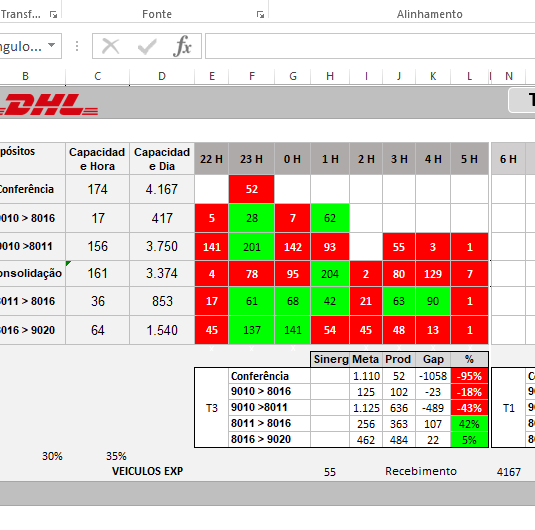 Transf...
Fonte
Alinhamento
ngulo...
fx
B C D E F G H I J K L N
DHL
T
pósitos Capacidad e Hora Capacidad e Dia 22 H 23 H 0 H 1 H 2 H 3 H 4 H 5 H 6 H
Conferência 174 4.167 52
9010 > 8016 17 417 5 28 7 62
9010 >8011 156 3.750 141 201 142 93 55 3 1
onsolidação 161 3.374 4 78 95 204 2 80 129 7
8011 > 8016 36 853 17 61 68 42 21 63 90 1
8016 > 9020 64 1.540 45 137 141 54 45 48 13 1
Sinerg Meta Prod Gap %
Conferência 1.110 52 -1058 -95%
9010 > 8016 125 102 -23 -18%
T3 9010 >8011 1.125 636 -489 -43% T1
8011 > 8016 256 363 107 42%
8016 > 9020 462 484 22 5%
30% 35%
VEICULOS EXP 55 Recebimento 4167